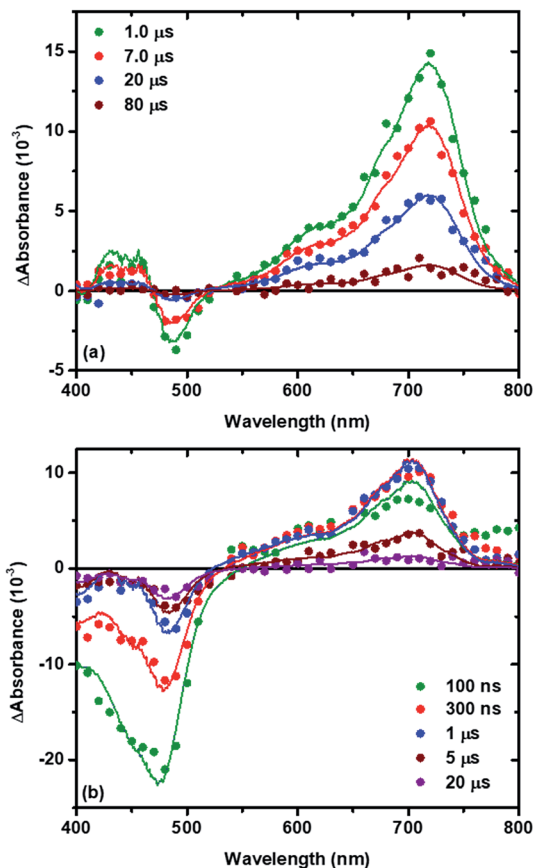 1.0 µs
7.0 µs
20 µs
80 µs
15
10
5
0
-5
ΔAbsorbance (10⁻³)
(a)
400 500 600 700 800
Wavelength (nm)
10
0
-10
-20
ΔAbsorbance (10⁻³)
100 ns
300 ns
1 µs
5 µs
20 µs
(b)
400 500 600 700 800
Wavelength (nm)